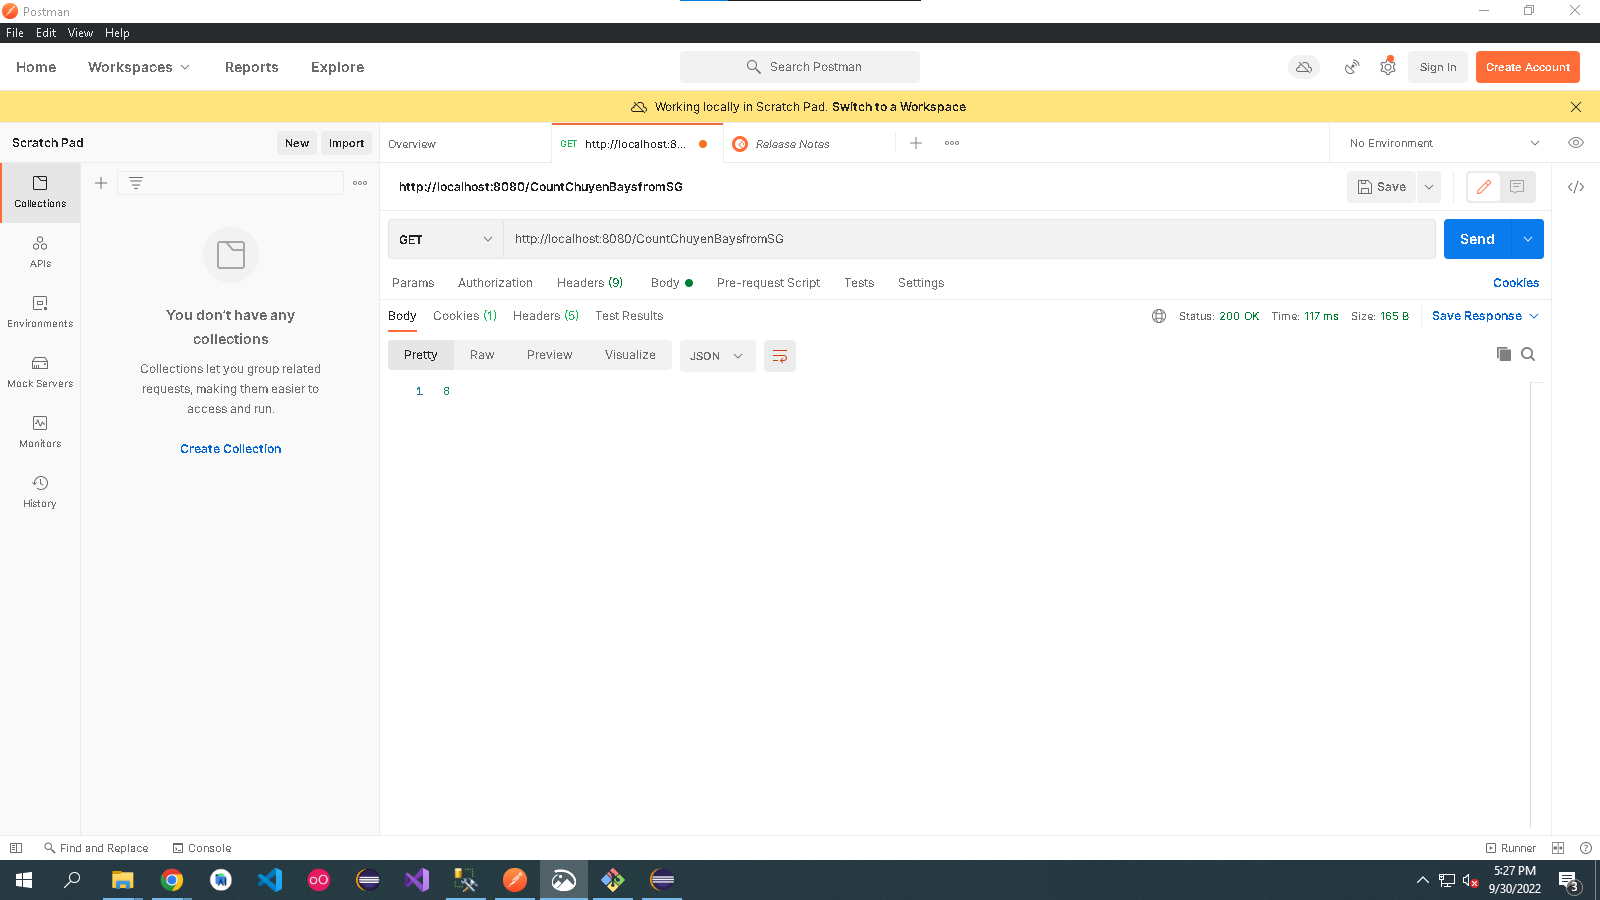 Postman
File Edit View Help
Home Workspaces Reports Explore Search Postman Sign In Create Account
Working locally in Scratch Pad. Switch to a Workspace
Scratch Pad New Import Overview GET http://localhost:8... Release Notes No Environment
http://localhost:8080/CountChuyenBaysfromSG Save
Collections
GET http://localhost:8080/CountChuyenBaysfromSG Send
APIs
Params Authorization Headers (9) Body Pre-request Script Tests Settings Cookies
Body Cookies (1) Headers (5) Test Results Status: 200 OK Time: 117 ms Size: 165 B Save Response
Environments
You don't have any
collections
Pretty Raw Preview Visualize JSON
Collections let you group related
requests, making them easier to
access and run.
Mock Servers
1 8
Create Collection
Monitors
History
Find and Replace Console Runner
5:27 PM
9/30/2022
3